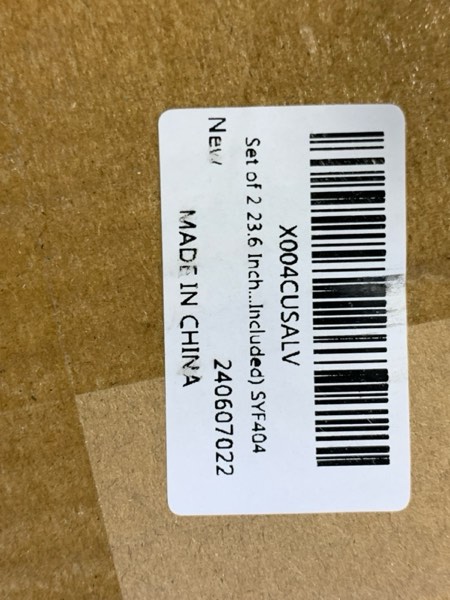 X004CUSALV
Set of 2 23.6 Inch...Included) SYF404
New 240607022
MADE IN CHINA